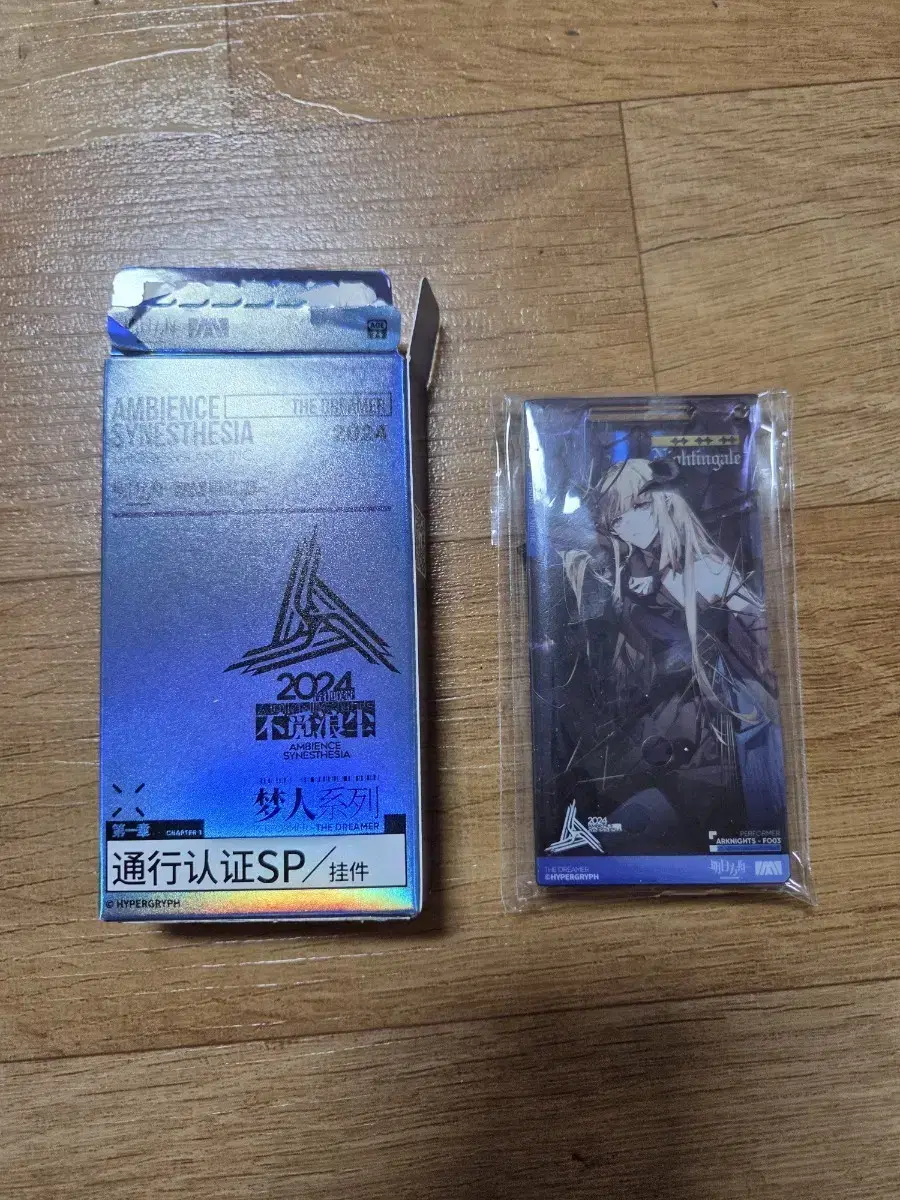 AMBIENCE
SYNESTHESIA
THE DREAMER
2024
2024
不觅浪尘
AMBIENCE
SYNESTHESIA
梦人系列
THE DREAMER
第一章 CHAPTER 1
通行认证SP/挂件
© HYPERGRYPH
Nightingale
2024
PERFORMER
ARKNIGHTS - FO03
THE DREAMER
©HYPERGRYPH
明日方舟